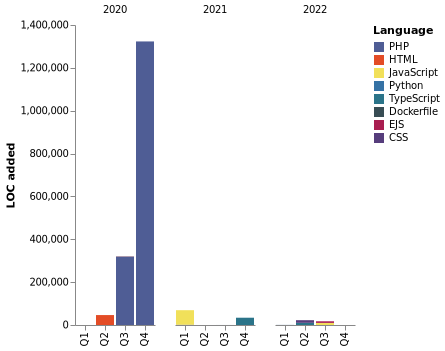 2020 2021 2022
Language
PHP
HTML
JavaScript
Python
TypeScript
Dockerfile
EJS
CSS
LOC added
1,400,000
1,200,000
1,000,000
800,000
600,000
400,000
200,000
0
Q1 Q2 Q3 Q4 Q1 Q2 Q3 Q4 Q1 Q2 Q3 Q4